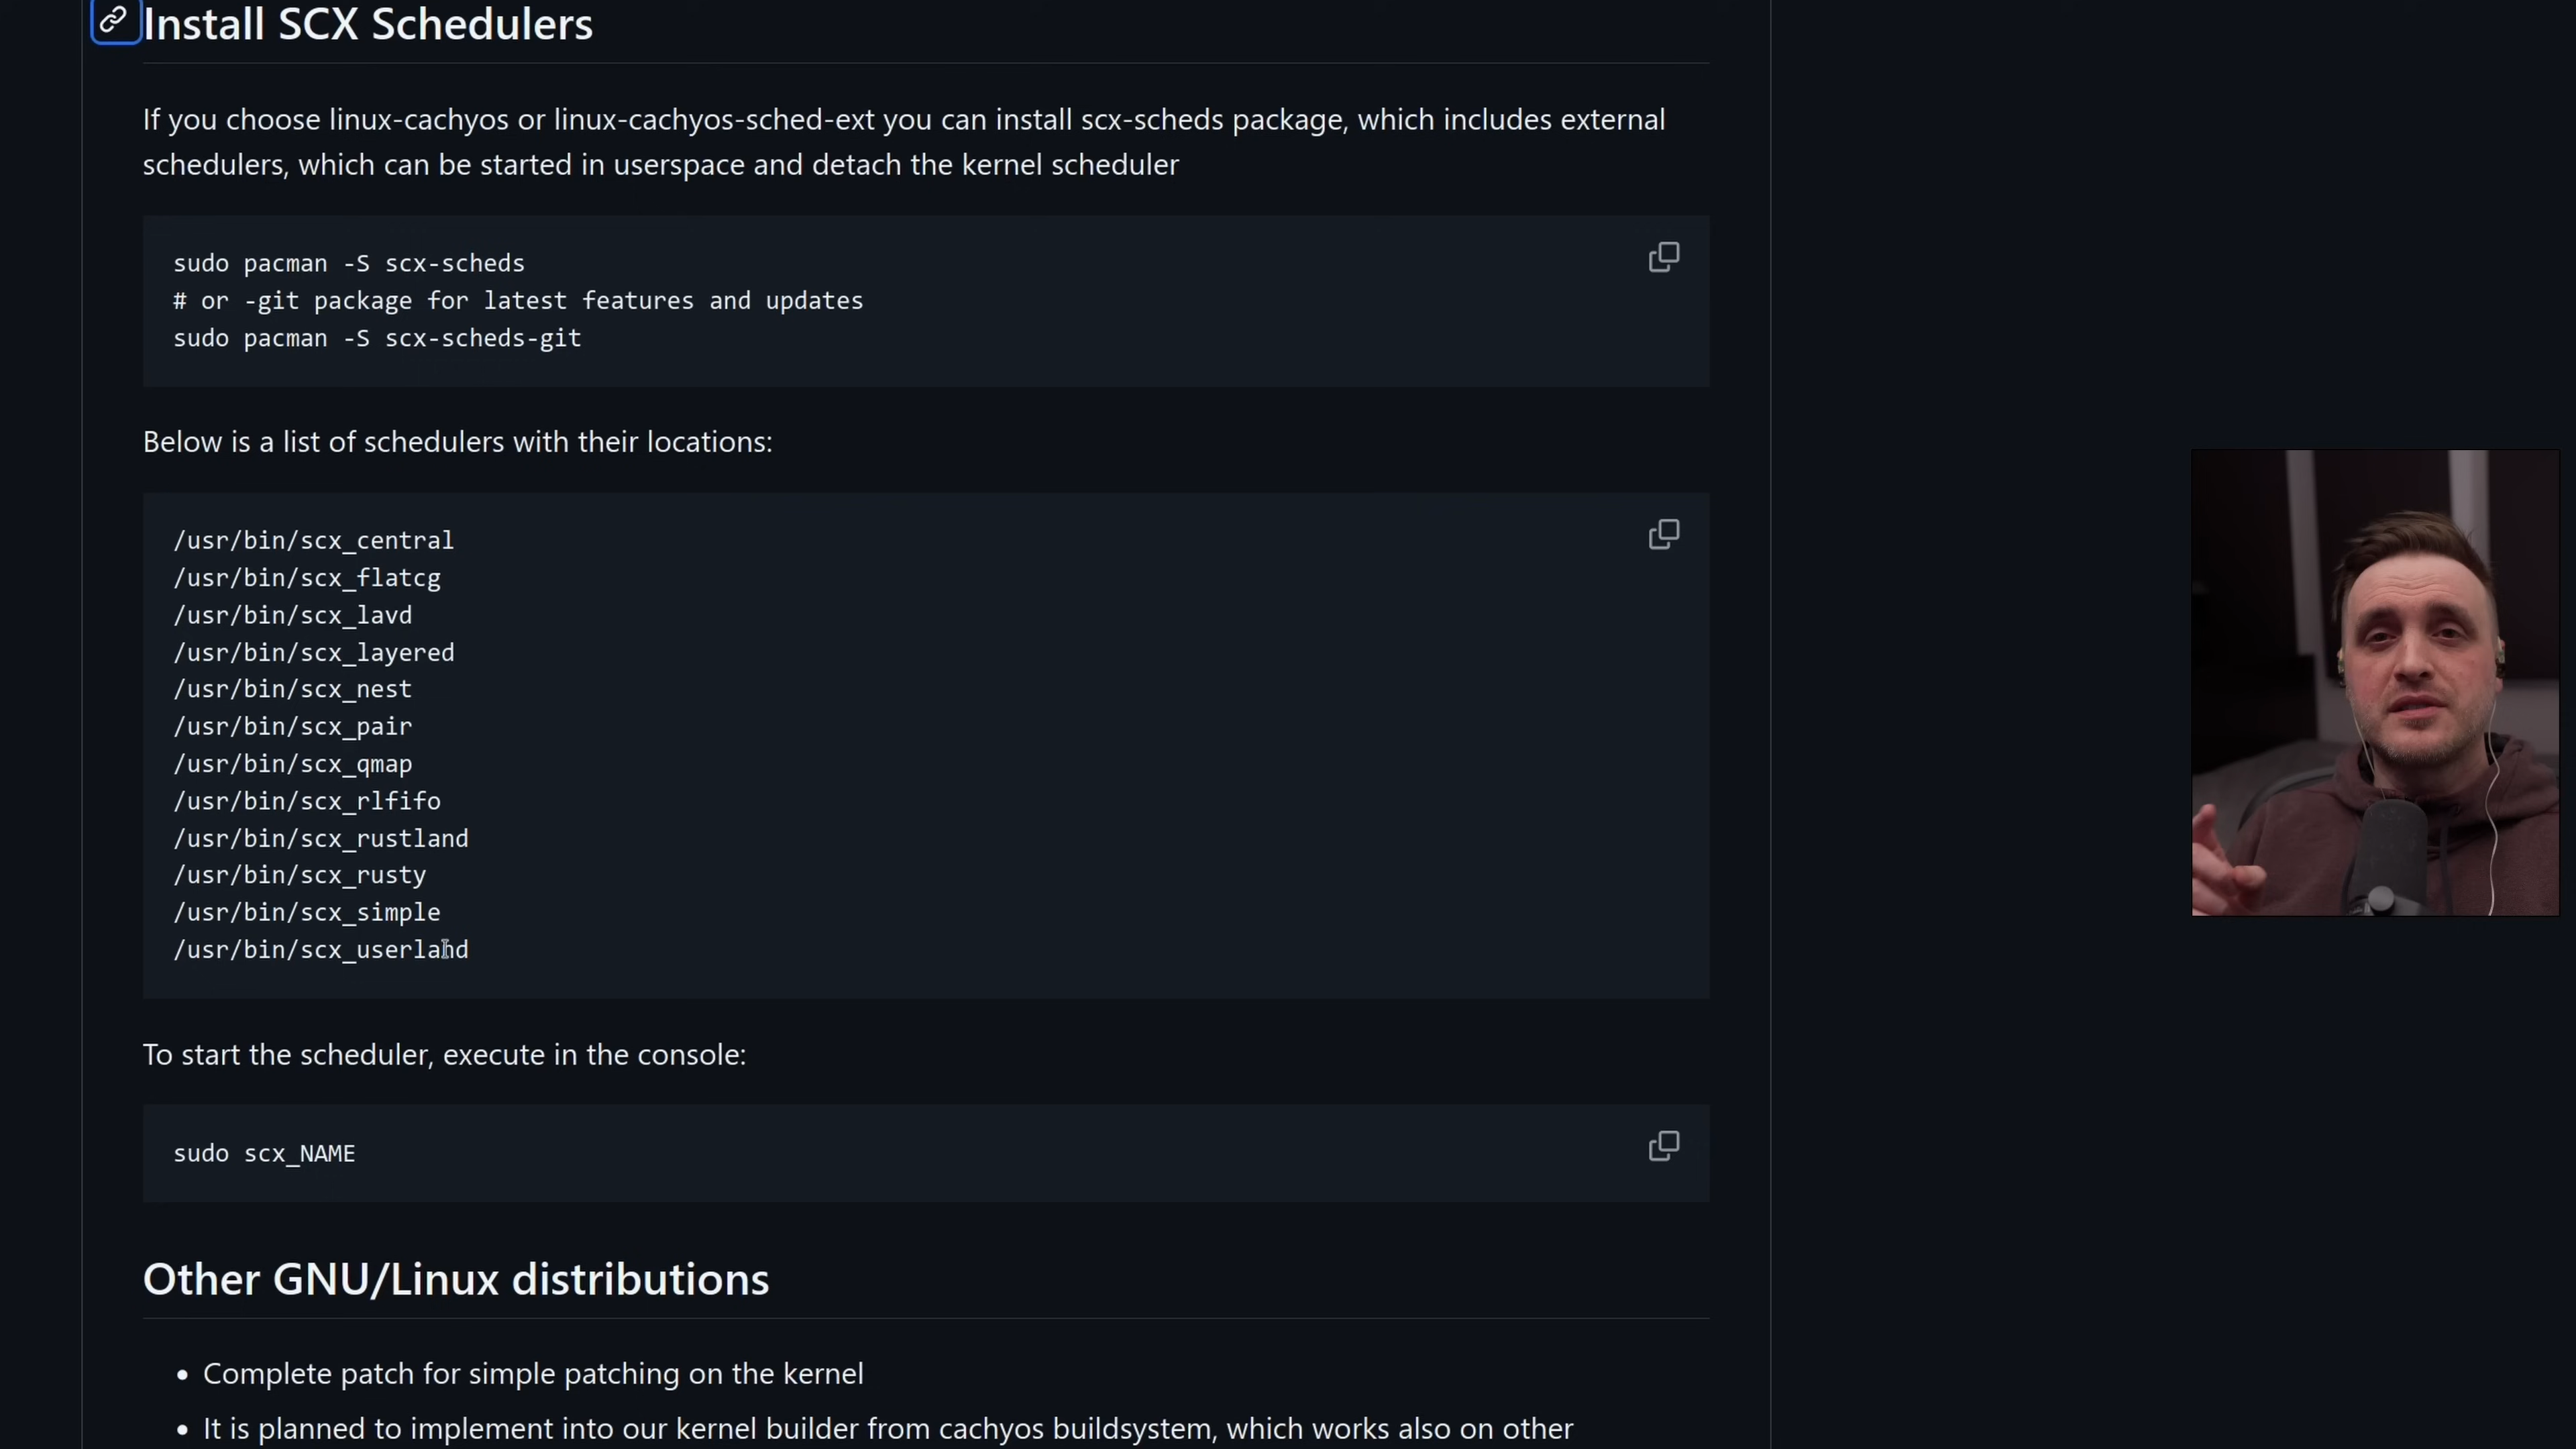 Install SCX Schedulers
If you choose linux-cachyos or linux-cachyos-sched-ext you can install scx-scheds package, which includes external
schedulers, which can be started in userspace and detach the kernel scheduler
sudo pacman -S scx-scheds
# or -git package for latest features and updates
sudo pacman -S scx-scheds-git
Below is a list of schedulers with their locations:
/usr/bin/scx_central
/usr/bin/scx_flatcg
/usr/bin/scx_lavd
/usr/bin/scx_layered
/usr/bin/scx_nest
/usr/bin/scx_pair
/usr/bin/scx_qmap
/usr/bin/scx_rlfifo
/usr/bin/scx_rustland
/usr/bin/scx_rusty
/usr/bin/scx_simple
/usr/bin/scx_userland
To start the scheduler, execute in the console:
sudo scx_NAME
Other GNU/Linux distributions
• Complete patch for simple patching on the kernel
• It is planned to implement into our kernel builder from cachyos buildsystem, which works also on other